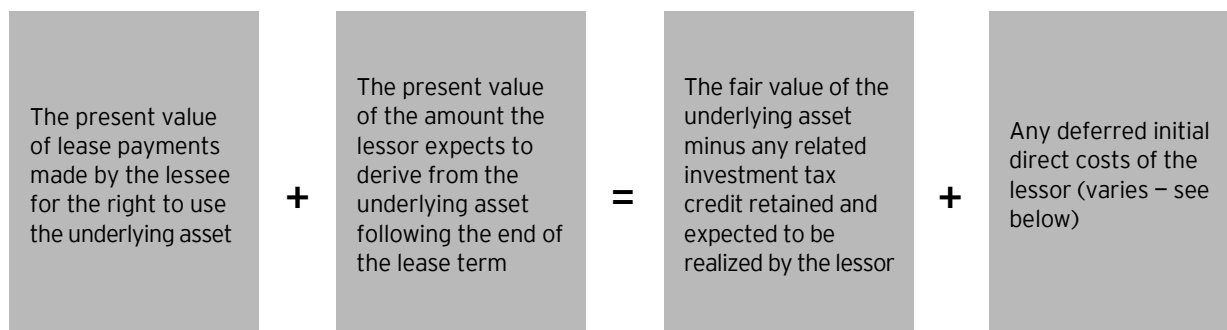 The present value
of lease payments
made by the lessee
for the right to use
the underlying asset
+
The present value
of the amount the
lessor expects to
derive from the
underlying asset
following the end of
the lease term
=
The fair value of the
underlying asset
minus any related
investment tax
credit retained and
expected to be
realized by the lessor
+
Any deferred initial
direct costs of the
lessor (varies – see
below)